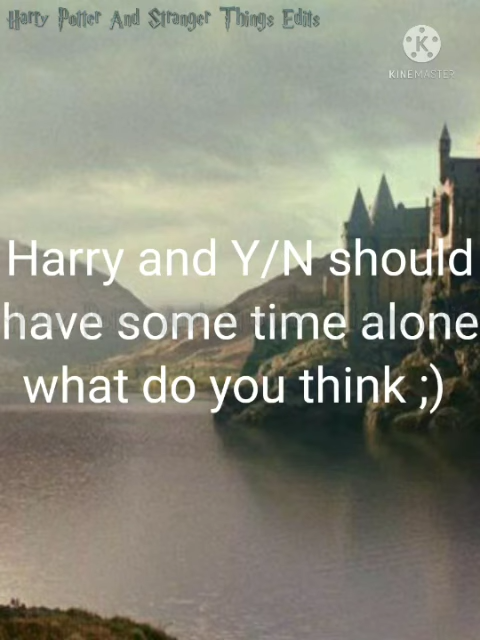 Harry Potter And Stranger Things Edits
KINEMASTER
Harry and Y/N should
have some time alone
what do you think ;)